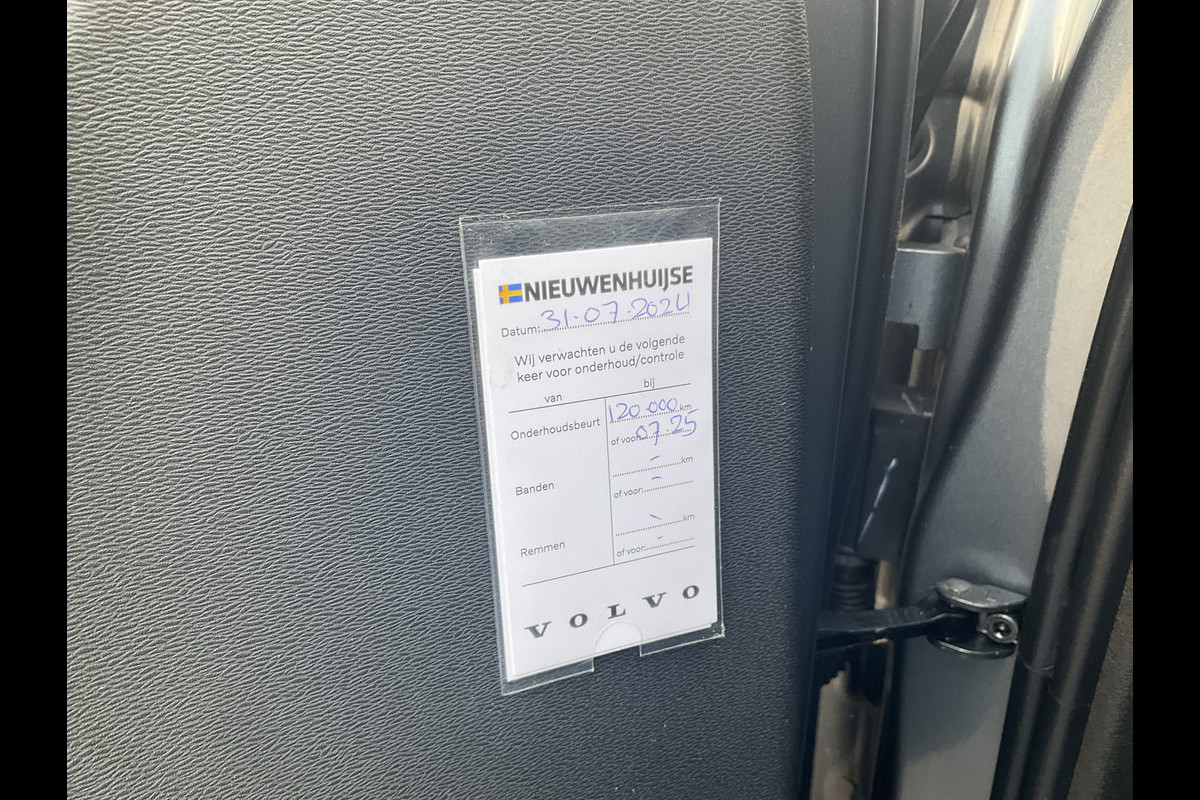 NIEUWENHUIJSE
Datum: 31-07-2024
Wij verwachten u de volgende
keer voor onderhoud/controle
van bij
Onderhoudsbeurt 120.000 km
of voor: 07-25
Banden - km
of voor: -
Remmen - km
of voor: -
VOLVO